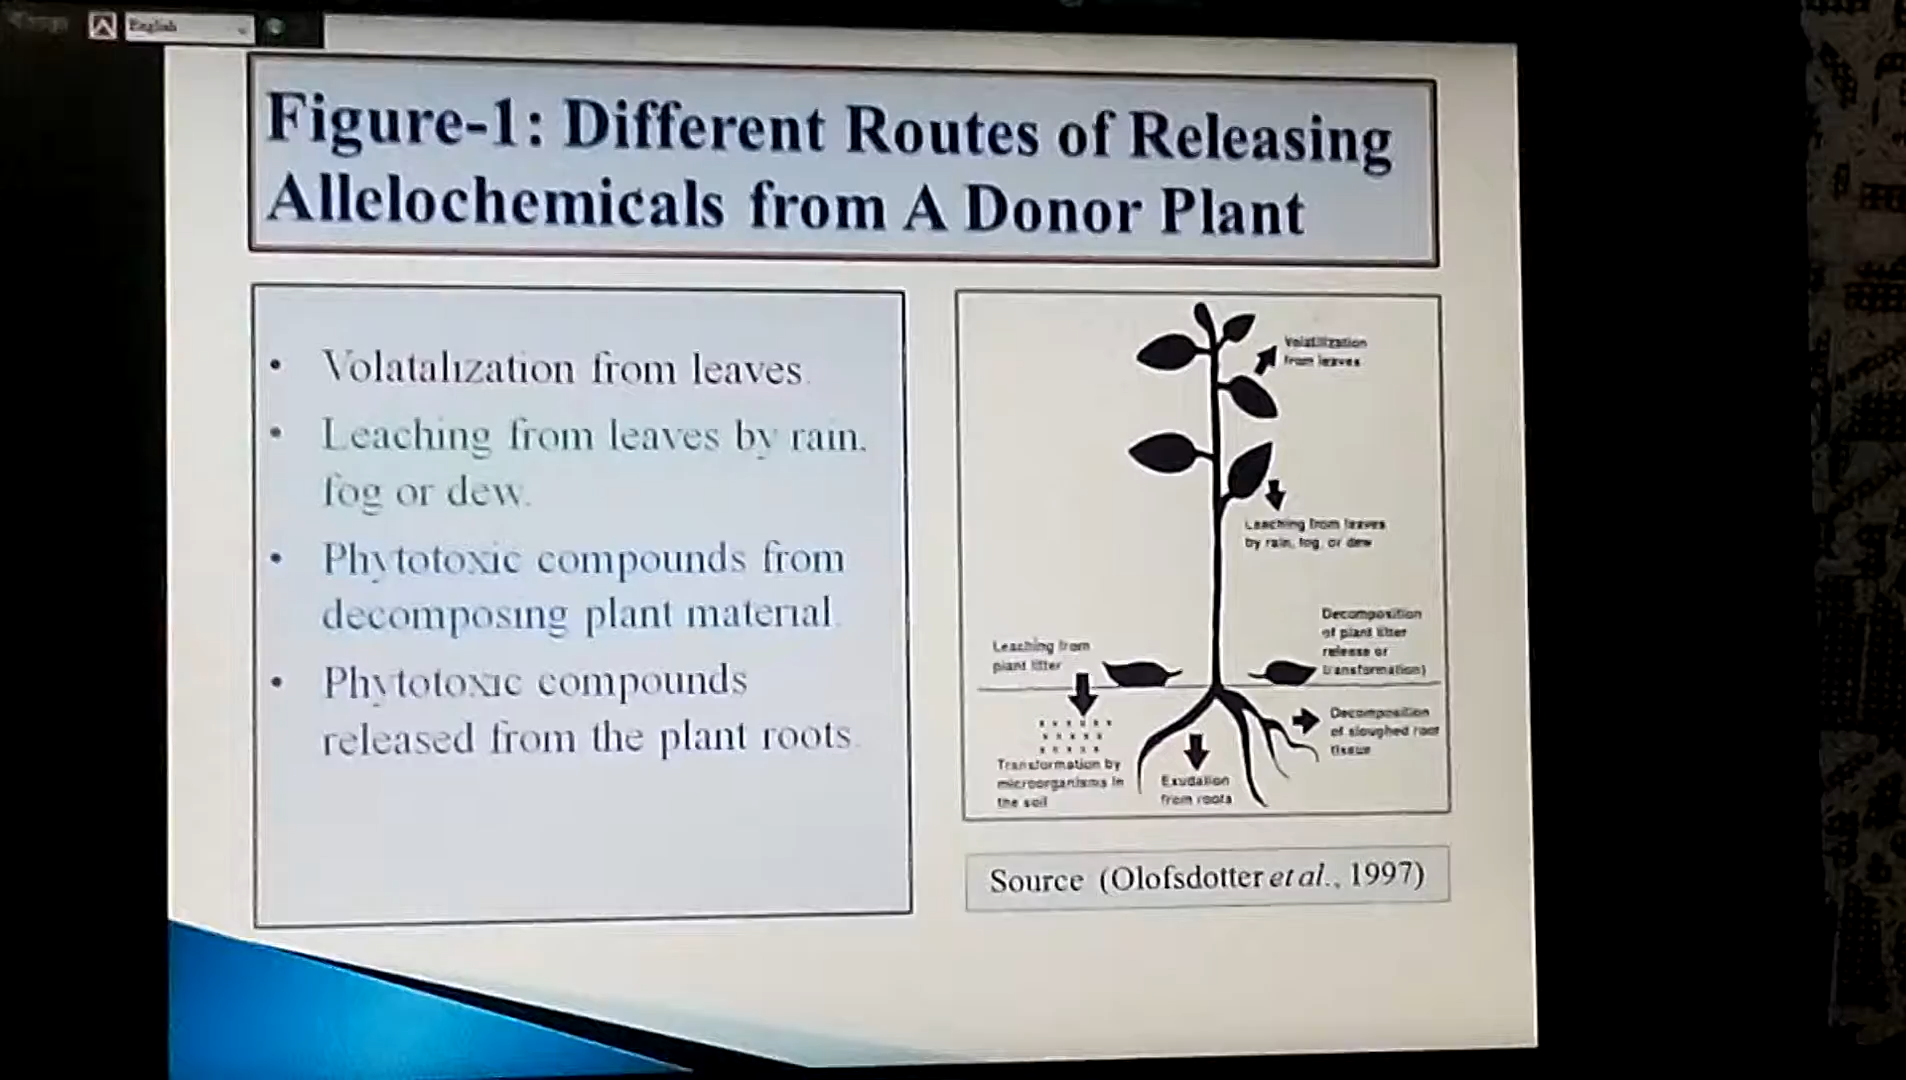 English
Figure-1: Different Routes of Releasing
Allelochemicals from A Donor Plant
• Volatalization from leaves.
• Leaching from leaves by rain,
fog or dew.
• Phytotoxic compounds from
decomposing plant material.
• Phytotoxic compounds
released from the plant roots.
Volatilization
from leaves
Leaching from leaves
by rain, fog, or dew
Decomposition
of plant litter
release or
transformation)
Leaching from
plant litter
Decomposition
of sloughed root
tissue
Transformation by
microorganisms in
the soil
Exudation
from roots
Source (Olofsdotter et al., 1997)